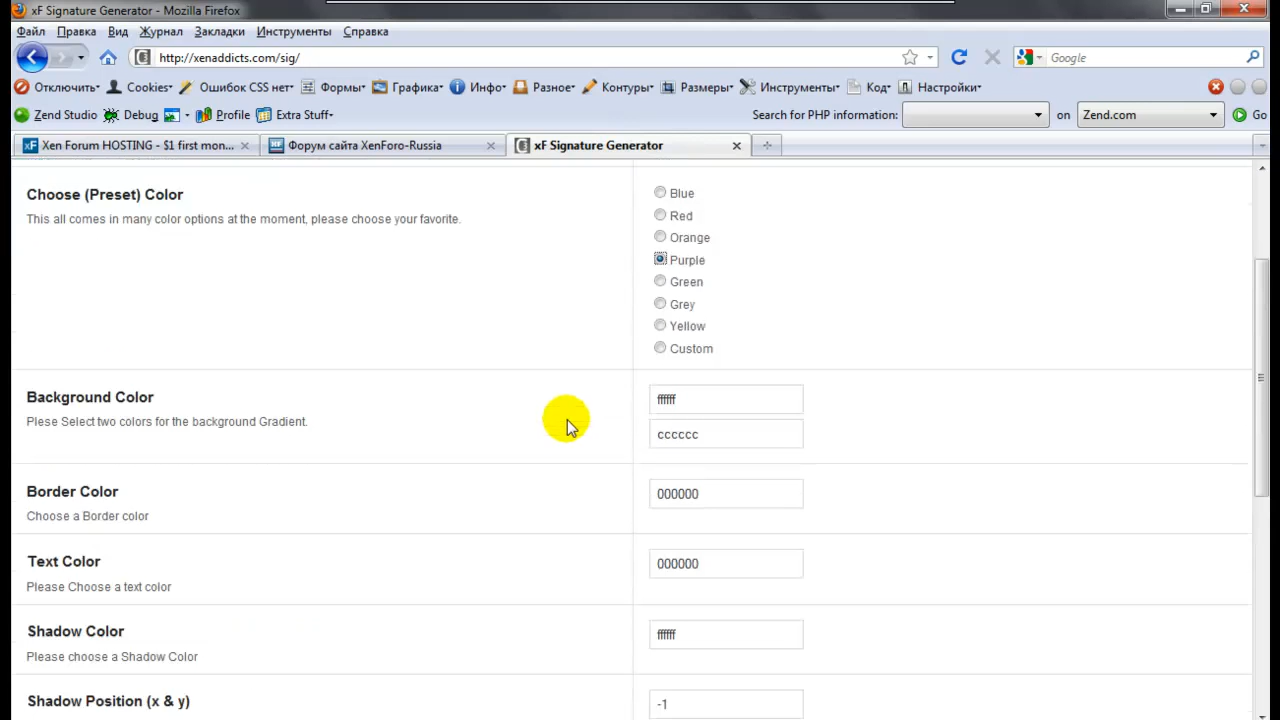 xF Signature Generator - Mozilla Firefox
Файл Правка Вид Журнал Закладки Инструменты Справка
http://xenaddicts.com/sig/ Google
Отключить Cookies Ошибок CSS нет Формы Графика Инфо Разное Контуры Размеры Инструменты Код Настройки
Zend Studio Debug Profile Extra Stuff Search for PHP information: on Zend.com Go
Xen Forum HOSTING - $1 first mon... Форум сайта XenForo-Russia xF Signature Generator
Choose (Preset) Color
This all comes in many color options at the moment, please choose your favorite.
Blue
Red
Orange
Purple
Green
Grey
Yellow
Custom
Background Color
Plese Select two colors for the background Gradient.
ffffff
cccccc
Border Color
Choose a Border color
000000
Text Color
Please Choose a text color
000000
Shadow Color
Please choose a Shadow Color
ffffff
Shadow Position (x & y)
-1